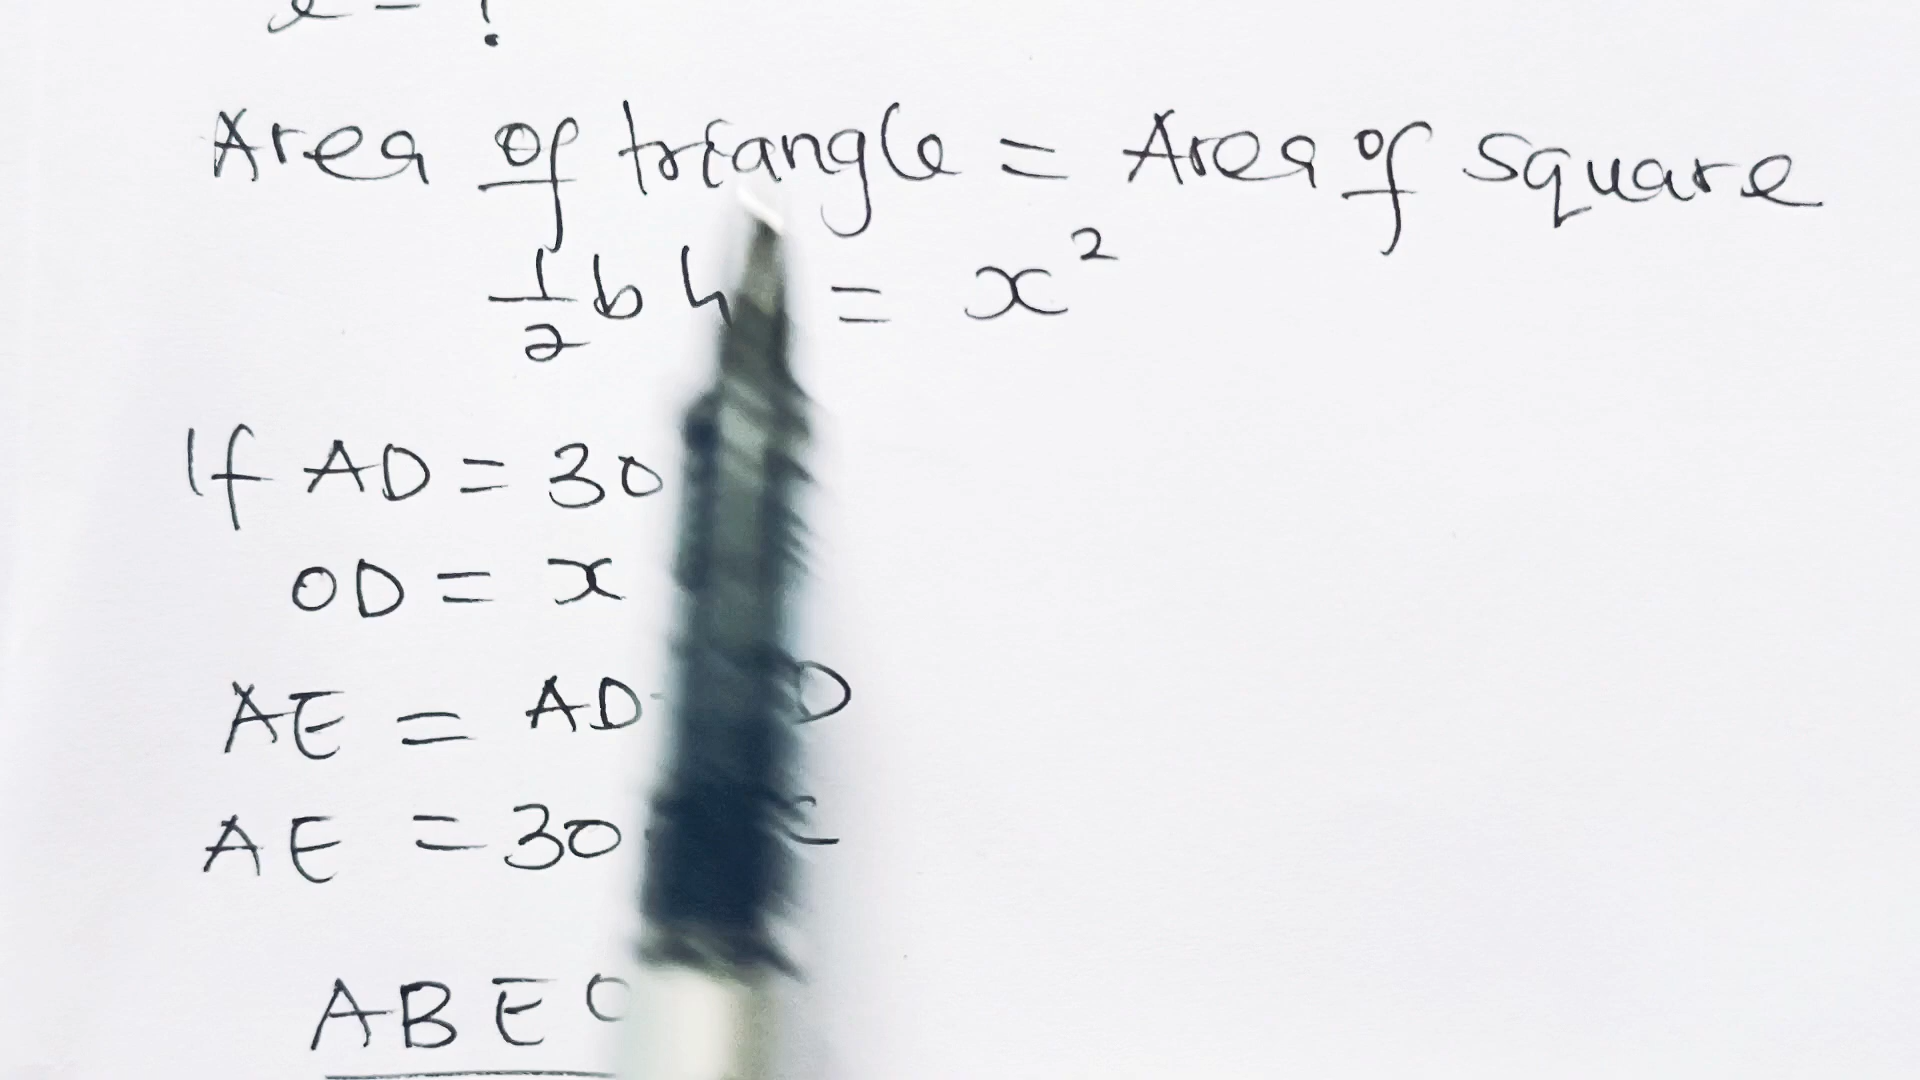 x = ?
Area of triangle = Area of square
1/2 b h = x²
If AD = 30
OD = x
AE = AD D
AE = 30
ABE